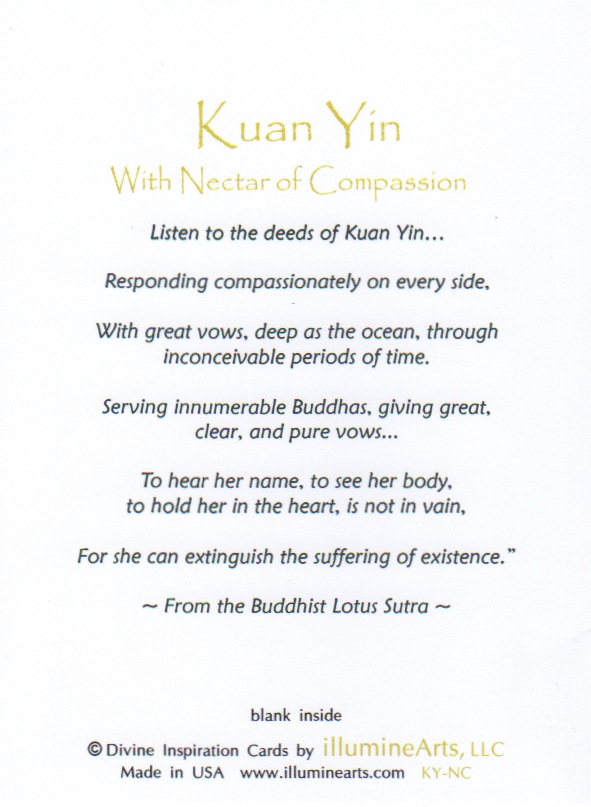 Kuan Yin
With Nectar of Compassion
Listen to the deeds of Kuan Yin...
Responding compassionately on every side,
With great vows, deep as the ocean, through
inconceivable periods of time.
Serving innumerable Buddhas, giving great,
clear, and pure vows...
To hear her name, to see her body,
to hold her in the heart, is not in vain,
For she can extinguish the suffering of existence.”
~ From the Buddhist Lotus Sutra ~
blank inside
© Divine Inspiration Cards by illumineArts, LLC
Made in USA www.illuminearts.com KY-NC